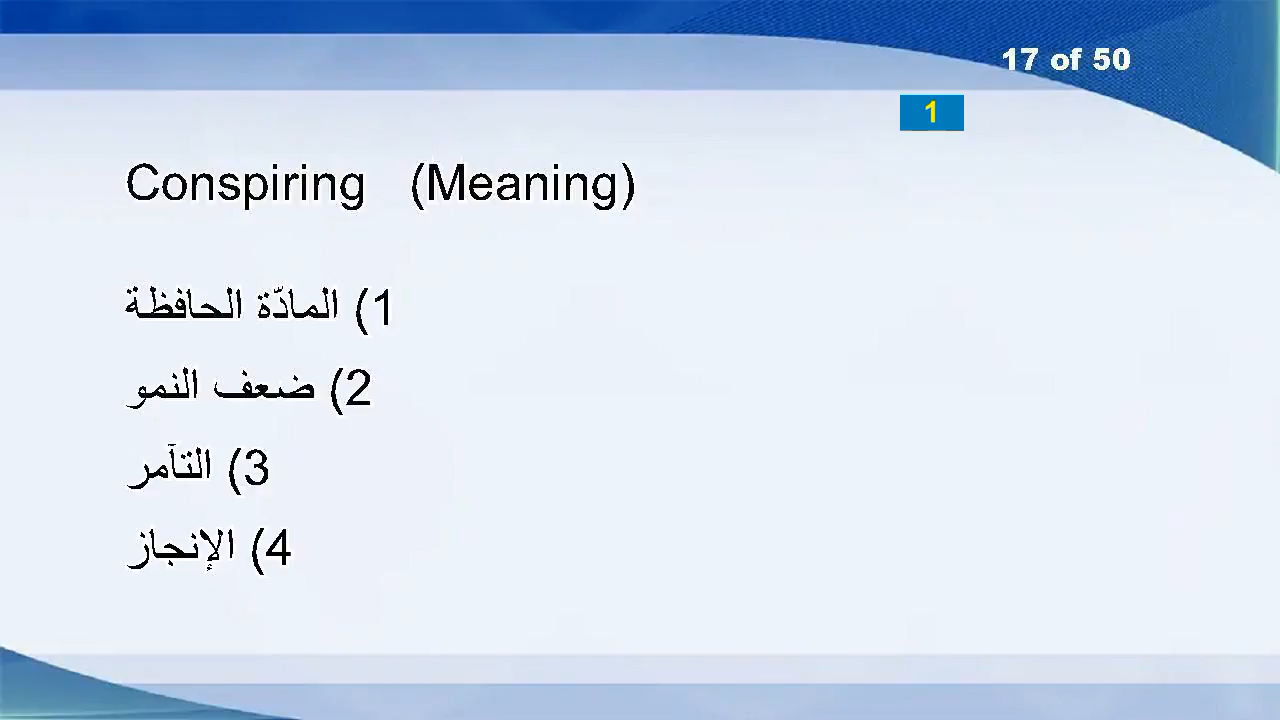 17 of 50
1
Conspiring (Meaning)
1) المادّة الحافظة
2) ضعف النمو
3) التآمر
4) الإنجاز